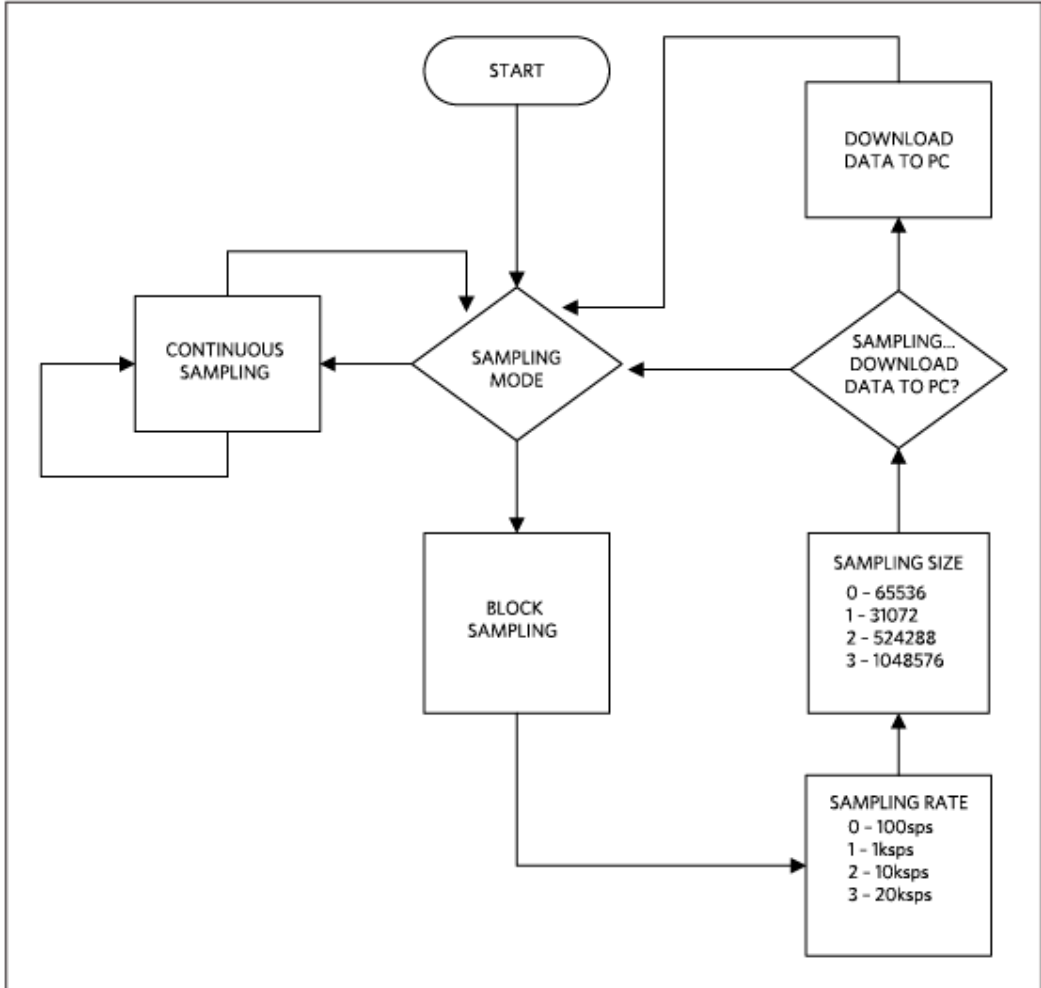 START
DOWNLOAD
DATA TO PC
CONTINUOUS
SAMPLING
SAMPLING
MODE
SAMPLING...
DOWNLOAD
DATA TO PC?
BLOCK
SAMPLING
SAMPLING SIZE
0 – 65536
1 – 31072
2 – 524288
3 – 1048576
SAMPLING RATE
0 – 100sps
1 – 1ksps
2 – 10ksps
3 – 20ksps